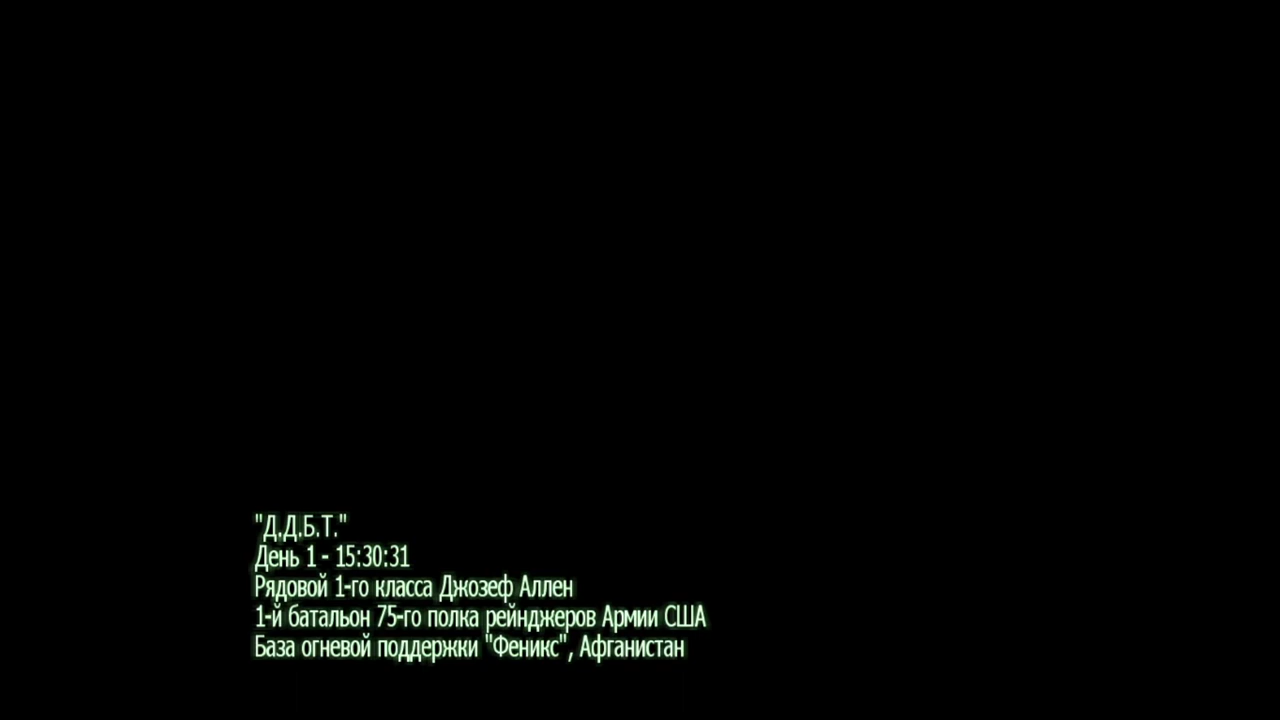 "Д.Д.Б.Т."
День 1 - 15:30:31
Рядовой 1-го класса Джозеф Аллен
1-й батальон 75-го полка рейнджеров Армии США
База огневой поддержки "Феникс", Афганистан